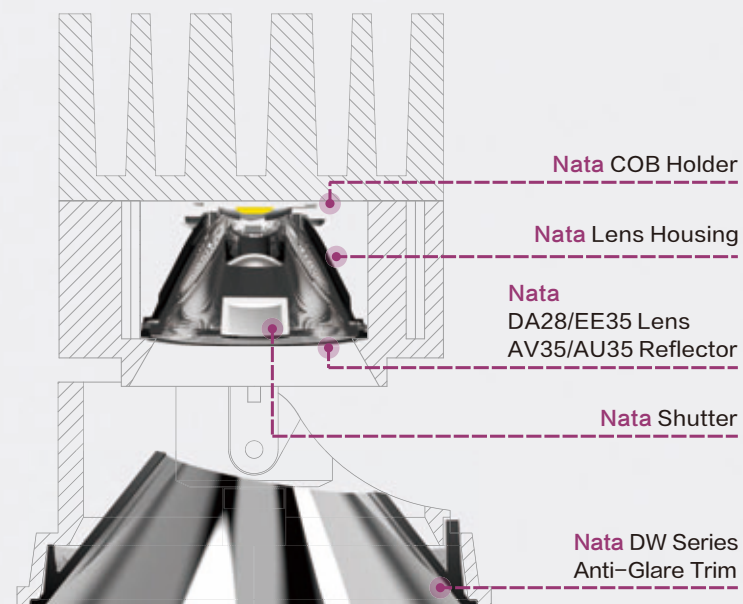 Nata COB Holder
Nata Lens Housing
Nata
DA28/EE35 Lens
AV35/AU35 Reflector
Nata Shutter
Nata DW Series
Anti-Glare Trim